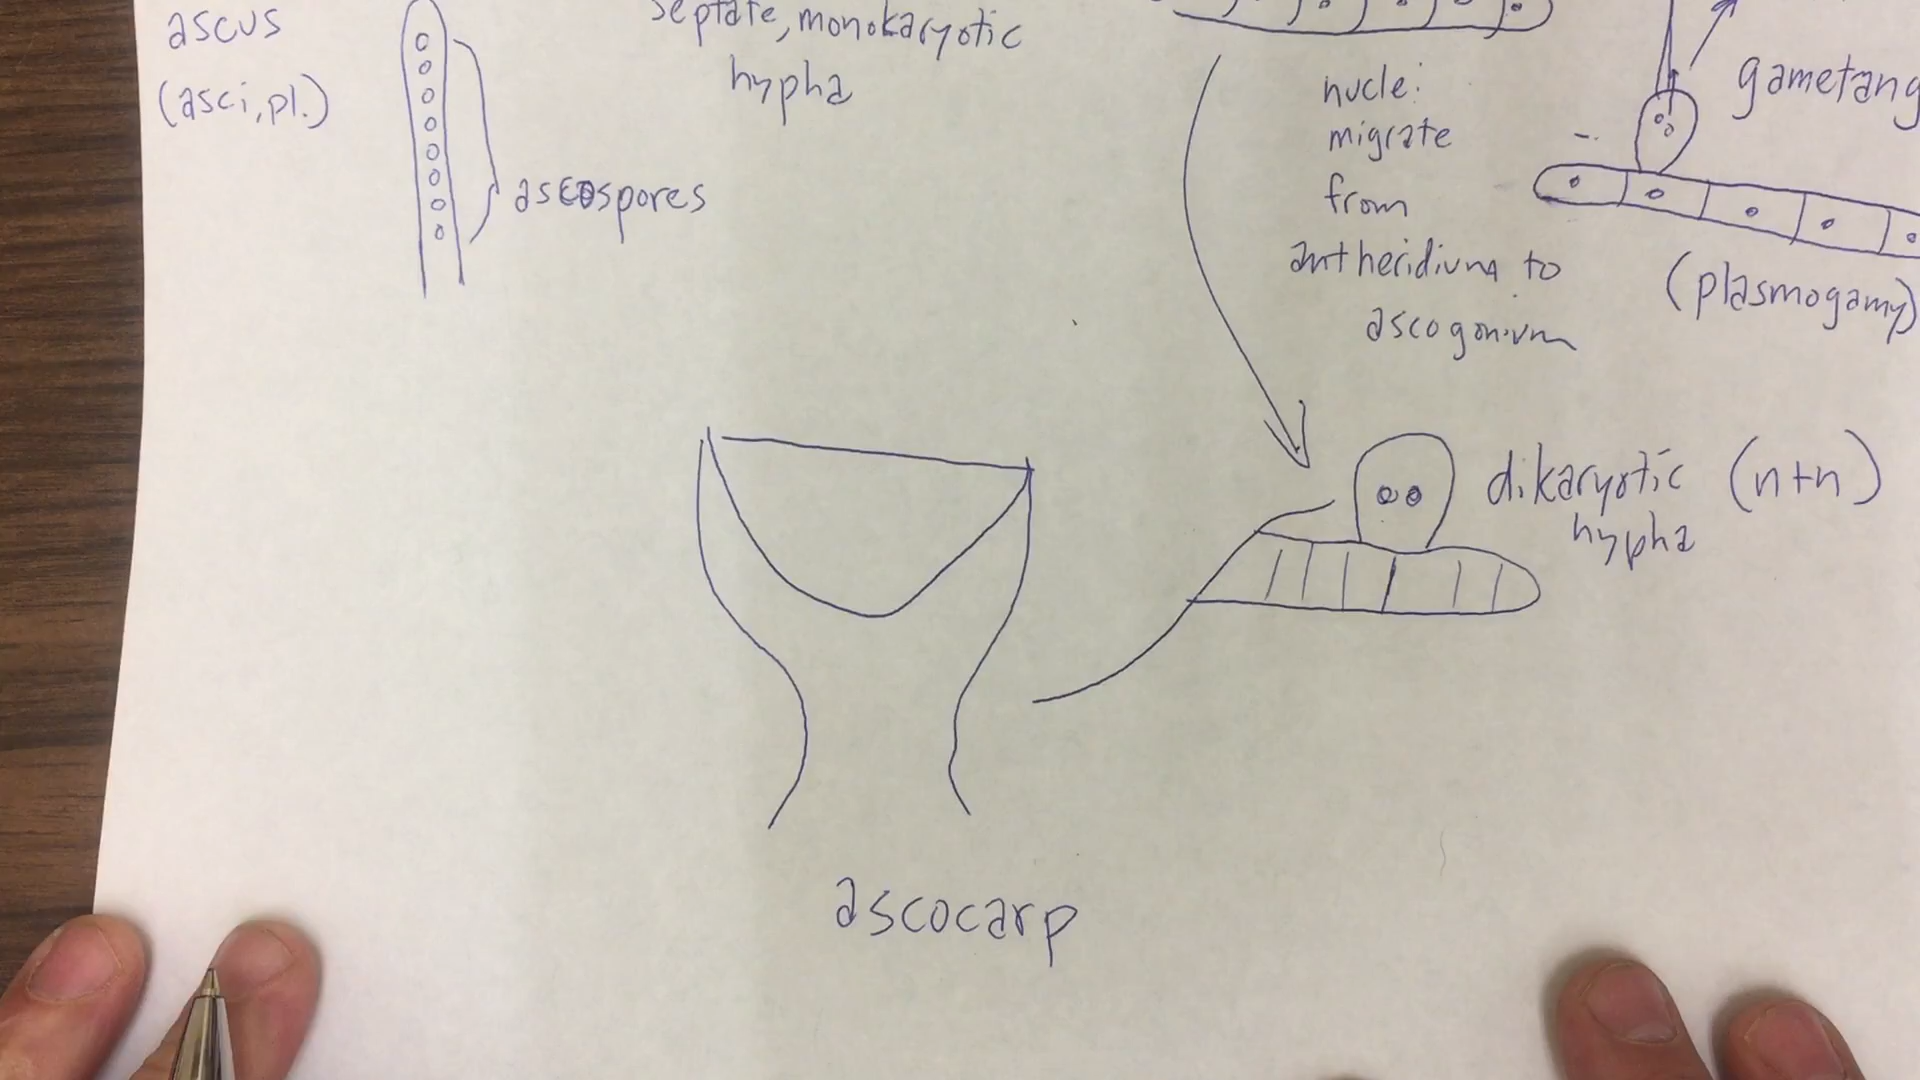 ascus
(asci, pl.)
ascospores
septate, monokaryotic
hypha
nuclei
migrate
from
antheridium to
ascogonium
gametang
(plasmogamy)
dikaryotic (n+n)
hypha
ascocarp